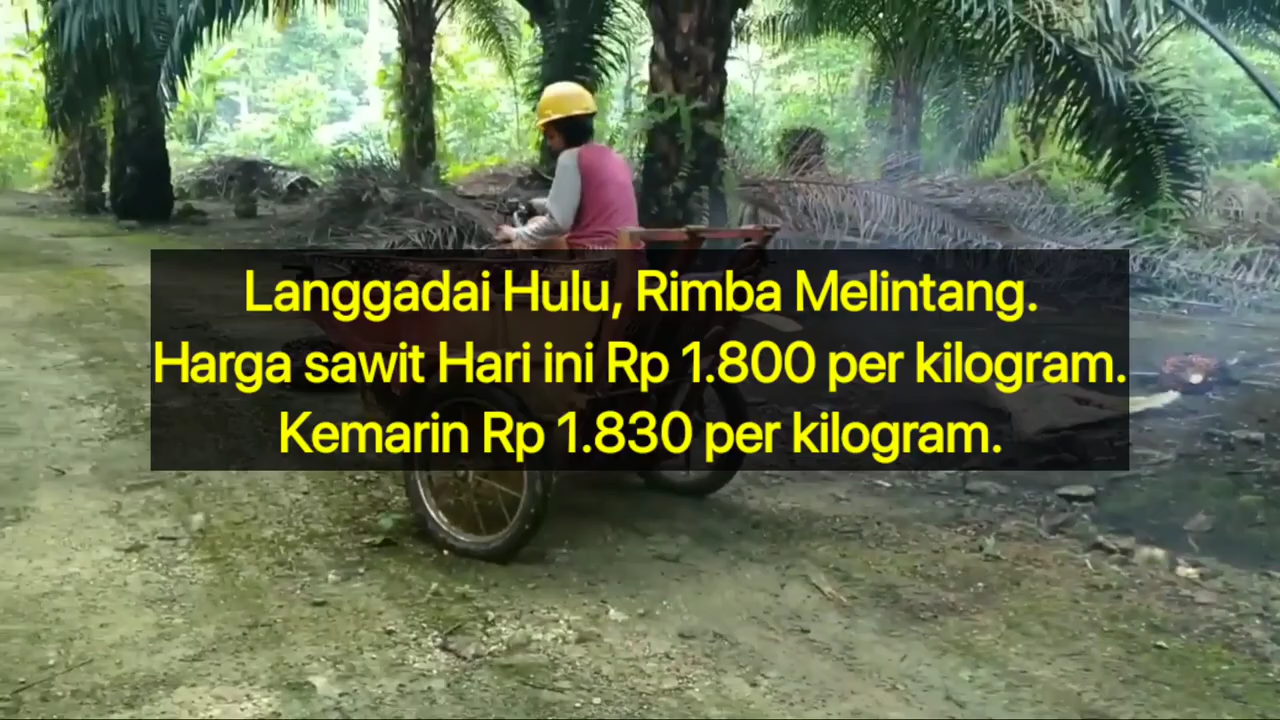 Langgadai Hulu, Rimba Melintang.
Harga sawit Hari ini Rp 1.800 per kilogram.
Kemarin Rp 1.830 per kilogram.